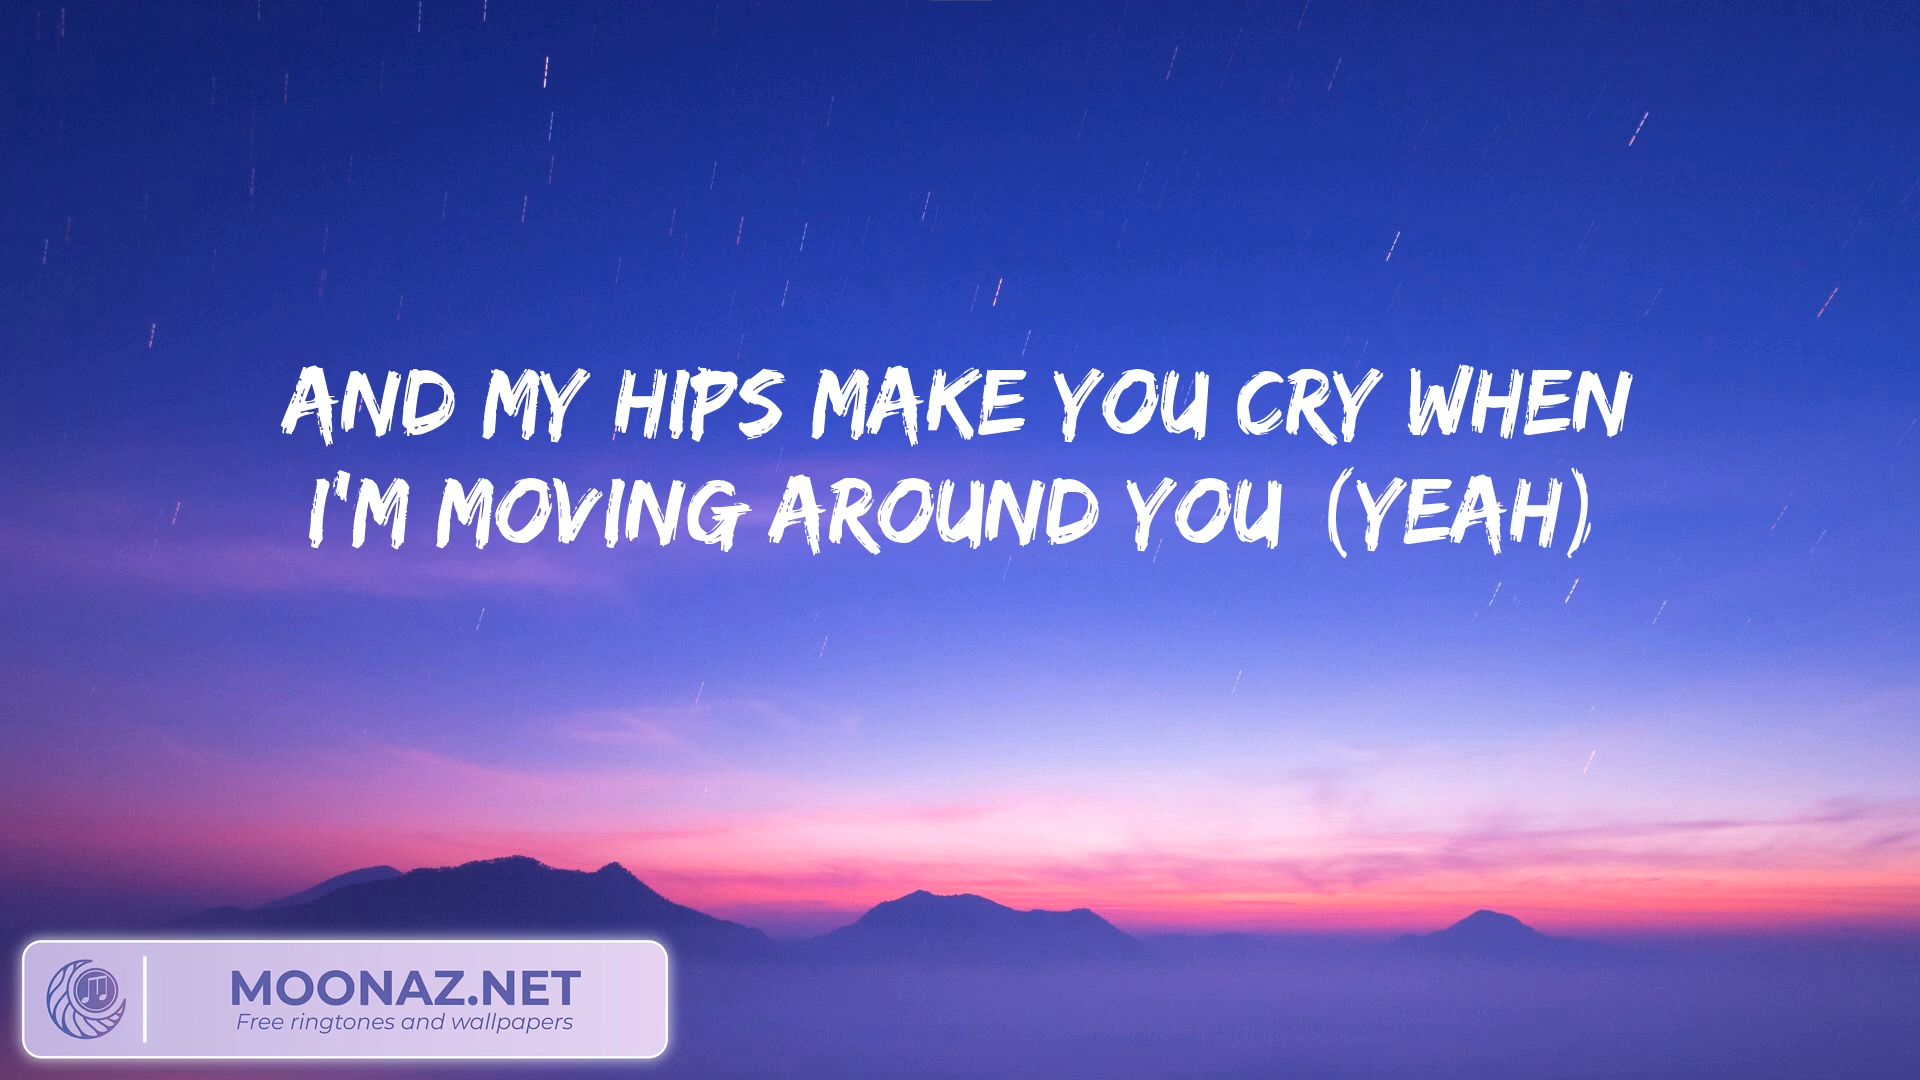 AND MY HIPS MAKE YOU CRY WHEN
I'M MOVING AROUND YOU (YEAH)
MOONAZ.NET
Free ringtones and wallpapers